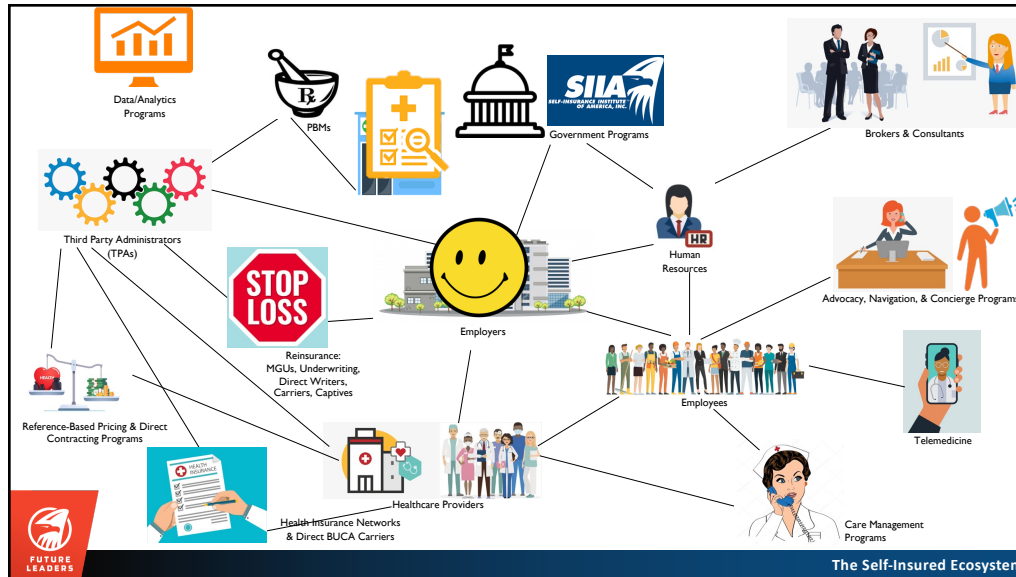 Data/Analytics
Programs
Rx
PBMs
SIIA
SELF-INSURANCE INSTITUTE
OF AMERICA, INC.
Government Programs
Brokers & Consultants
Third Party Administrators
(TPAs)
HR
Human
Resources
Advocacy, Navigation, & Concierge Programs
STOP
LOSS
Employers
Reinsurance:
MGUs, Underwriting,
Direct Writers,
Carriers, Captives
HEALTH
Reference-Based Pricing & Direct
Contracting Programs
Employees
Telemedicine
HEALTH
INSURANCE
Healthcare Providers
Health Insurance Networks
& Direct BUCA Carriers
Care Management
Programs
FUTURE
LEADERS
The Self-Insured Ecosystem